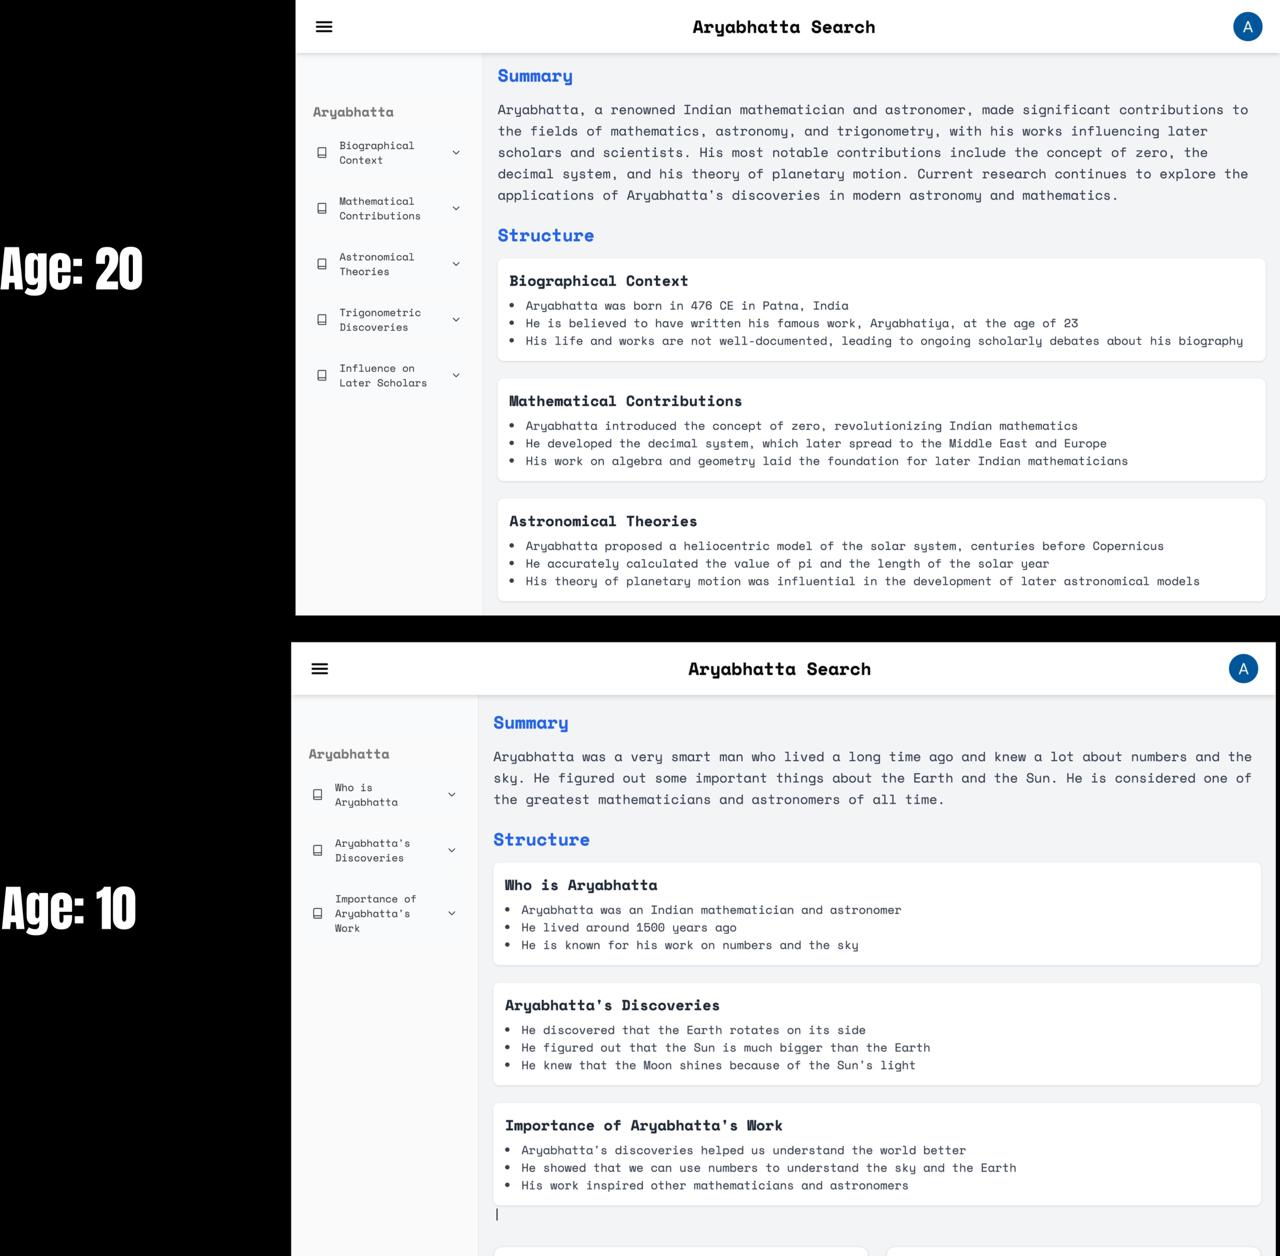 Age: 20
Aryabhatta Search
A
Aryabhatta
Biographical
Context
Mathematical
Contributions
Astronomical
Theories
Trigonometric
Discoveries
Influence on
Later Scholars
Summary
Aryabhatta, a renowned Indian mathematician and astronomer, made significant contributions to
the fields of mathematics, astronomy, and trigonometry, with his works influencing later
scholars and scientists. His most notable contributions include the concept of zero, the
decimal system, and his theory of planetary motion. Current research continues to explore the
applications of Aryabhatta's discoveries in modern astronomy and mathematics.
Structure
Biographical Context
• Aryabhatta was born in 476 CE in Patna, India
• He is believed to have written his famous work, Aryabhatiya, at the age of 23
• His life and works are not well-documented, leading to ongoing scholarly debates about his biography
Mathematical Contributions
• Aryabhatta introduced the concept of zero, revolutionizing Indian mathematics
• He developed the decimal system, which later spread to the Middle East and Europe
• His work on algebra and geometry laid the foundation for later Indian mathematicians
Astronomical Theories
• Aryabhatta proposed a heliocentric model of the solar system, centuries before Copernicus
• He accurately calculated the value of pi and the length of the solar year
• His theory of planetary motion was influential in the development of later astronomical models
Age: 10
Aryabhatta Search
A
Aryabhatta
Who is
Aryabhatta
Aryabhatta's
Discoveries
Importance of
Aryabhatta's
Work
Summary
Aryabhatta was a very smart man who lived a long time ago and knew a lot about numbers and the
sky. He figured out some important things about the Earth and the Sun. He is considered one of
the greatest mathematicians and astronomers of all time.
Structure
Who is Aryabhatta
• Aryabhatta was an Indian mathematician and astronomer
• He lived around 1500 years ago
• He is known for his work on numbers and the sky
Aryabhatta's Discoveries
• He discovered that the Earth rotates on its side
• He figured out that the Sun is much bigger than the Earth
• He knew that the Moon shines because of the Sun's light
Importance of Aryabhatta's Work
• Aryabhatta's discoveries helped us understand the world better
• He showed that we can use numbers to understand the sky and the Earth
• His work inspired other mathematicians and astronomers